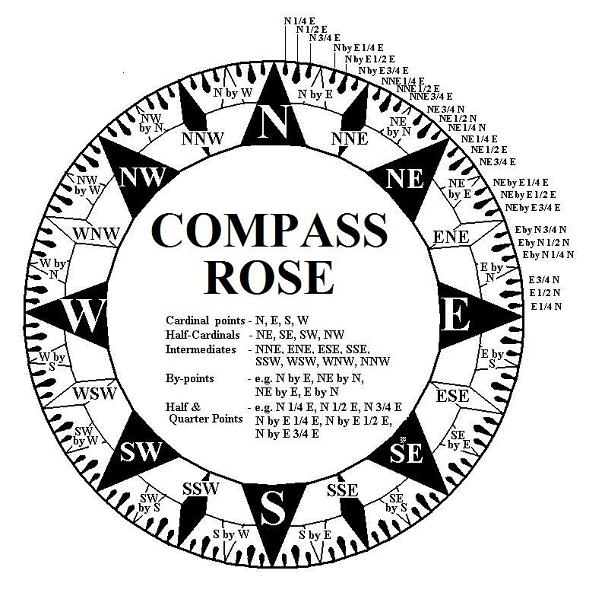 N 1/4 E
N 1/2 E
N 3/4 E
N by E 1/4 E
N by E 1/2 E
N by E 3/4 E
NNE 1/4 E
NNE 1/2 E
NNE 3/4 E
NE 3/4 N
NE 1/2 N
NE 1/4 N
NE 1/4 E
NE 1/2 E
NE 3/4 E
NE by E 1/4 E
NE by E 1/2 E
NE by E 3/4 E
E by N 3/4 N
E by N 1/2 N
E by N 1/4 N
E 3/4 N
E 1/2 N
E 1/4 N
N
N by E
NNE
NE
by N
NE
NE
by E
ENE
E by
N
E
E by
S
ESE
SE
by E
SE
SE
by S
SSE
S by E
S
S by W
SSW
SW
by S
SW
SW
by W
WSW
W by
S
W
W by
N
WNW
NW
by W
NW
NW
by N
NNW
N by W
COMPASS
ROSE
Cardinal points - N, E, S, W
Half-Cardinals - NE, SE, SW, NW
Intermediates - NNE, ENE, ESE, SSE,
SSW, WSW, WNW, NNW
By-points - e.g. N by E, NE by N,
NE by E, E by N
Half & - e.g. N 1/4 E, N 1/2 E, N 3/4 E
Quarter Points N by E 1/4 E, N by E 1/2 E,
N by E 3/4 E